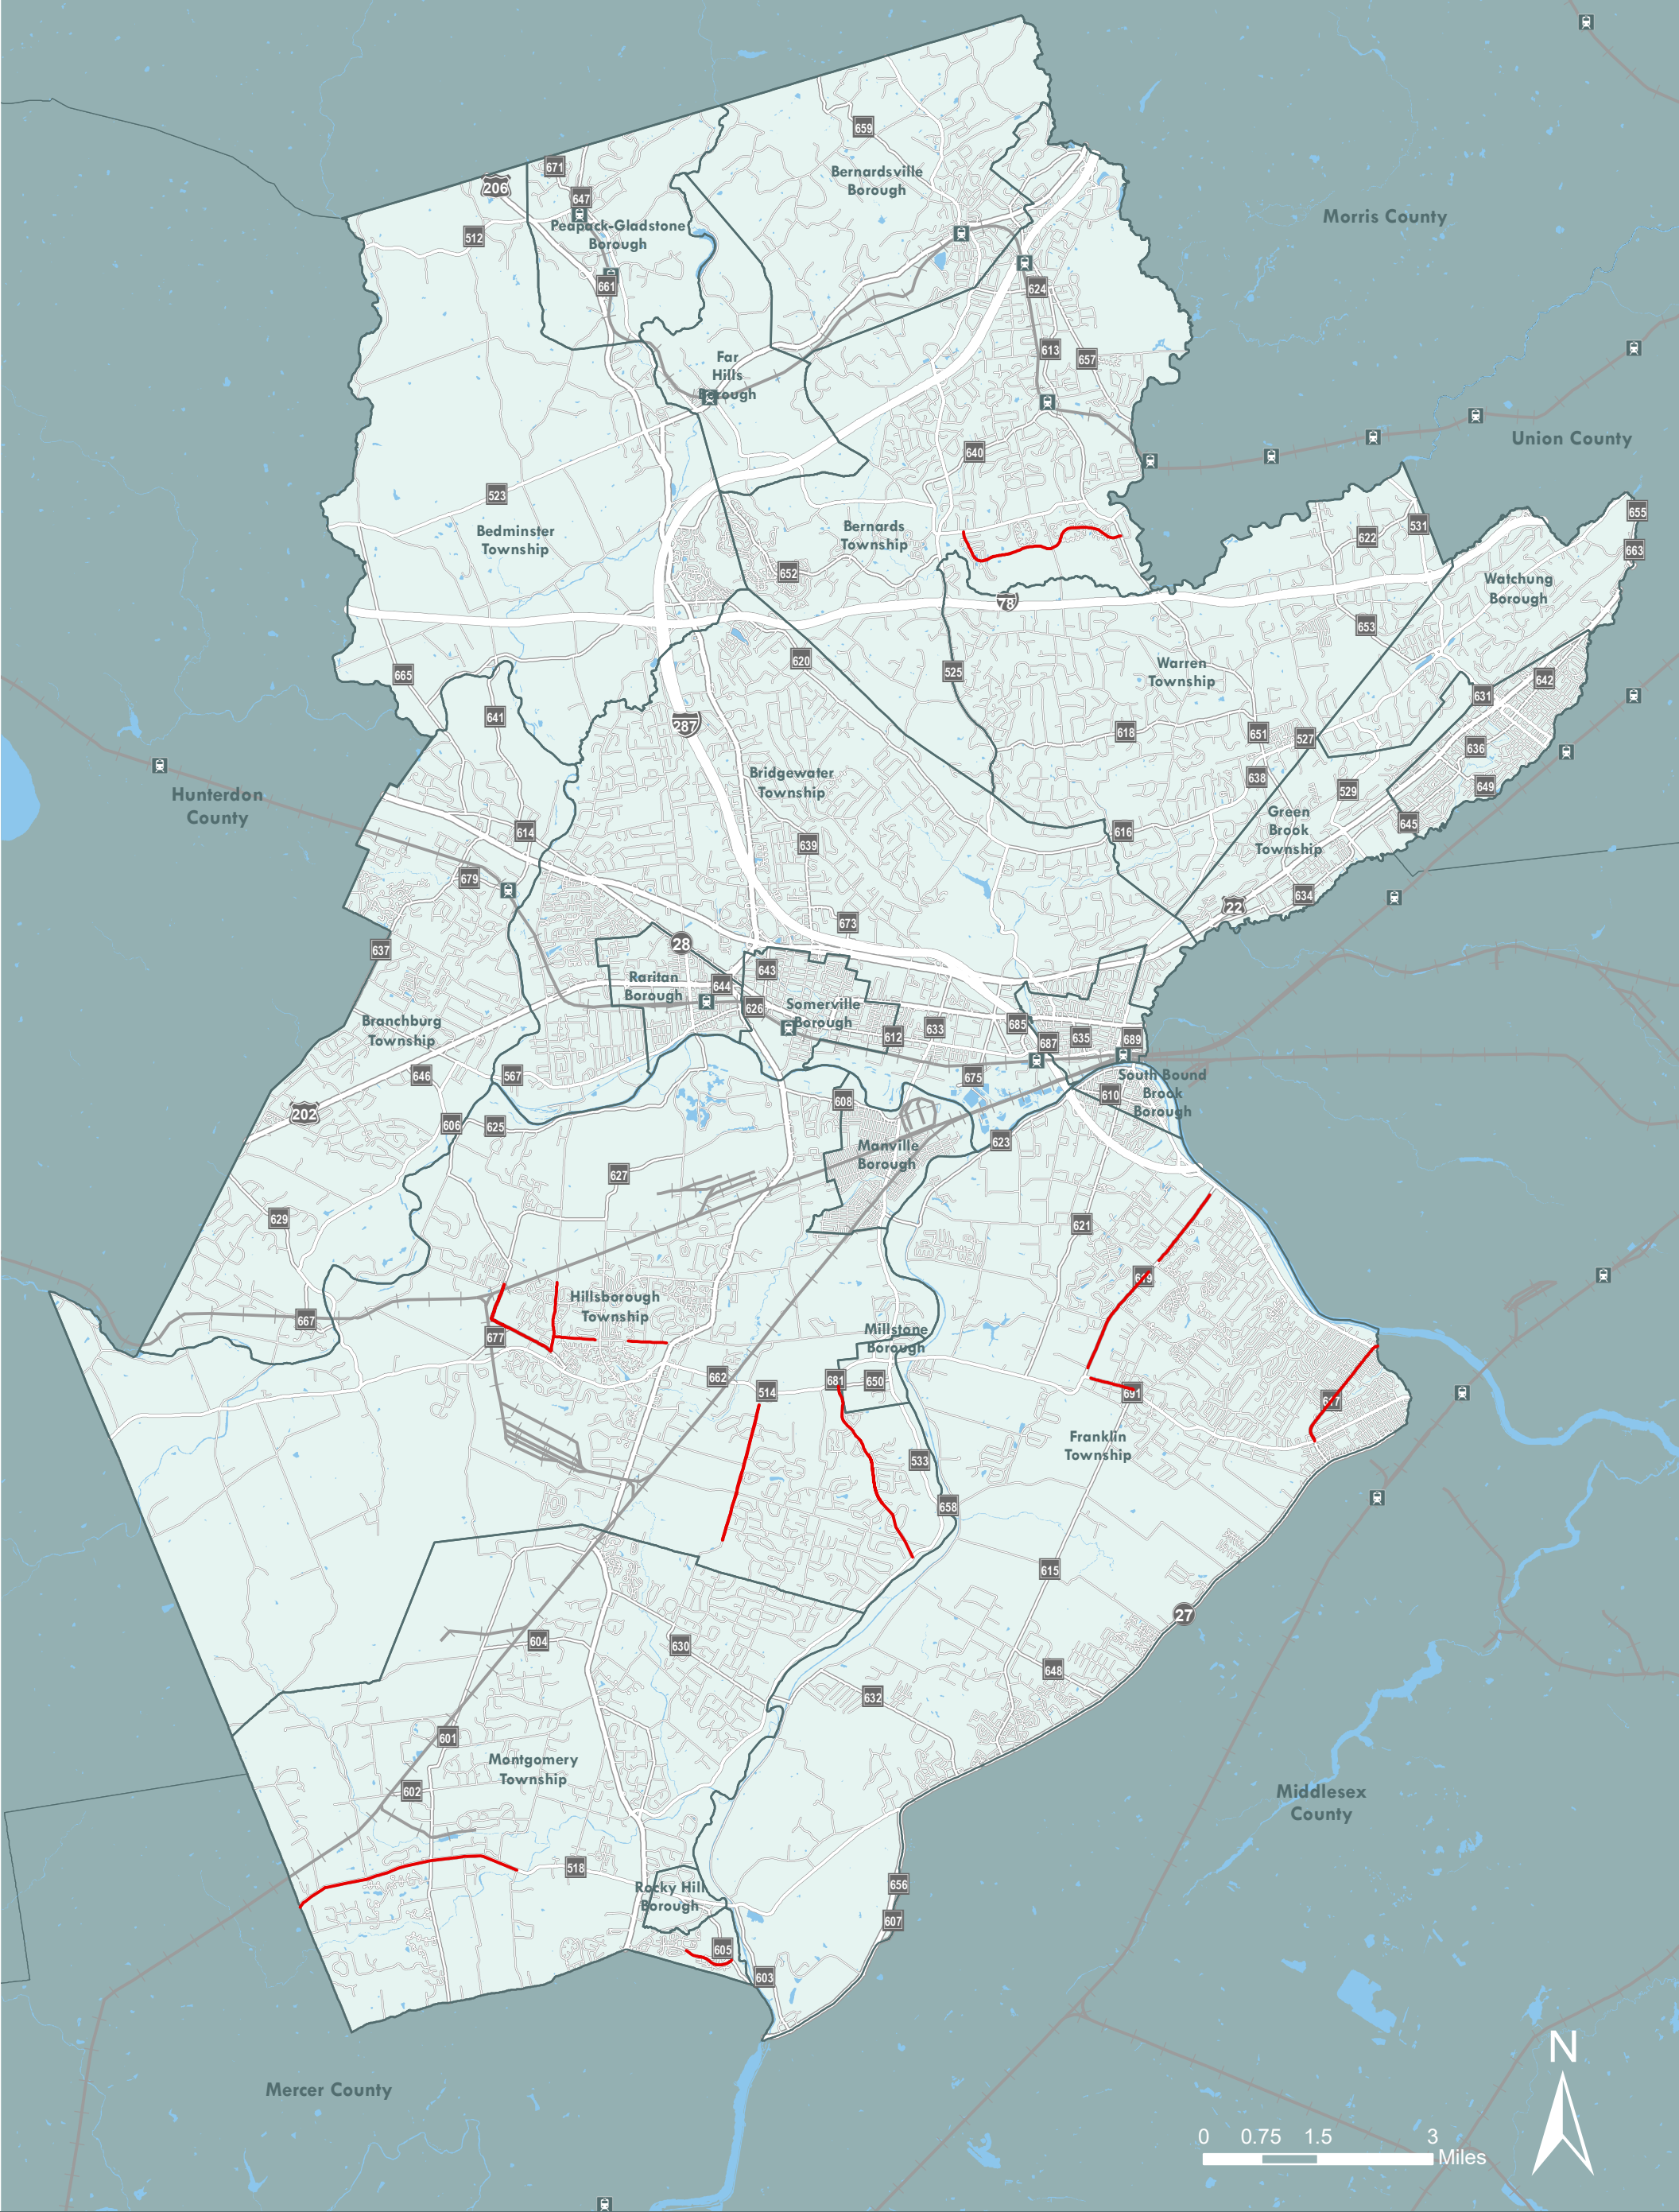 659
Bernardsville
Borough
671
206
647
Peapack-Gladstone
Borough
512
Morris County
661
624
613
657
Far
Hills
Borough
Union County
640
523
Bedminster
Township
Bernards
Township
531
655
622
663
652
Watchung
Borough
78
653
620
525
Warren
Township
665
642
631
641
287
618
651
527
636
Bridgewater
Township
638
529
649
Hunterdon
County
614
639
616
Green
Brook
Township
645
679
634
22
673
28
637
643
Raritan
Borough
644
626
Somerville
Borough
685
633
612
687
635
689
Branchburg
Township
646
567
675
South Bound
Brook
Borough
610
202
608
606
625
623
Manville
Borough
627
629
621
619
Hillsborough
Township
667
677
Millstone
Borough
662
681
650
514
691
617
Franklin
Township
533
658
615
27
604
630
648
632
601
Montgomery
Township
602
Middlesex
County
518
Rocky Hill
Borough
656
607
605
603
Mercer County
N
0 0.75 1.5 3
Miles